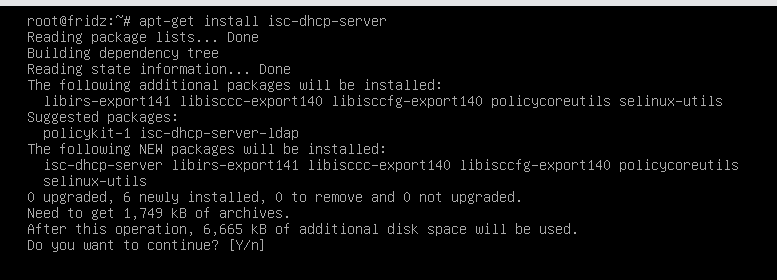 root@fridz:~# apt-get install isc-dhcp-server
Reading package lists... Done
Building dependency tree
Reading state information... Done
The following additional packages will be installed:
  libirs-export141 libisccc-export140 libisccfg-export140 policycoreutils selinux-utils
Suggested packages:
  policykit-1 isc-dhcp-server-ldap
The following NEW packages will be installed:
  isc-dhcp-server libirs-export141 libisccc-export140 libisccfg-export140 policycoreutils
  selinux-utils
0 upgraded, 6 newly installed, 0 to remove and 0 not upgraded.
Need to get 1,749 kB of archives.
After this operation, 6,665 kB of additional disk space will be used.
Do you want to continue? [Y/n]